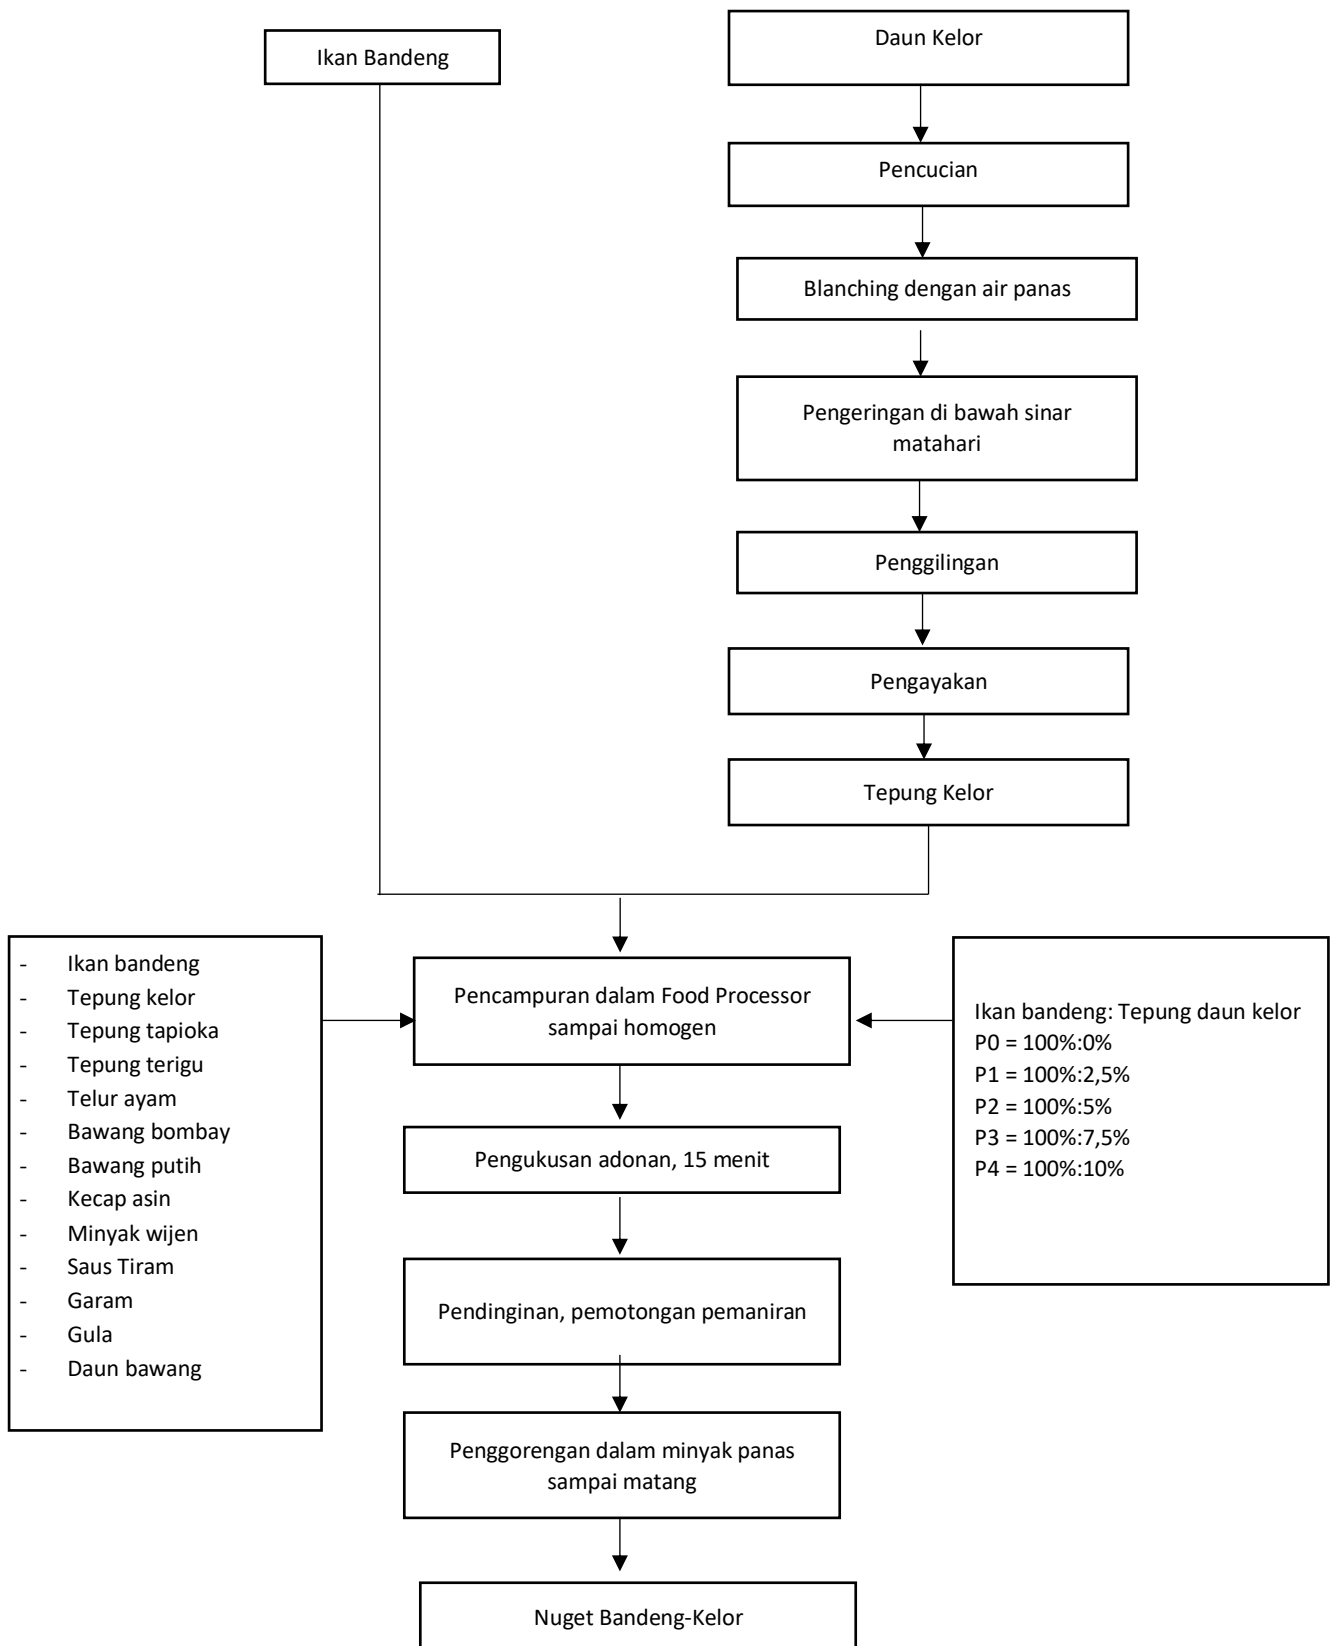 Ikan Bandeng
Daun Kelor
Pencucian
Blanching dengan air panas
Pengeringan di bawah sinar
matahari
Penggilingan
Pengayakan
Tepung Kelor
- Ikan bandeng
- Tepung kelor
- Tepung tapioka
- Tepung terigu
- Telur ayam
- Bawang bombay
- Bawang putih
- Kecap asin
- Minyak wijen
- Saus Tiram
- Garam
- Gula
- Daun bawang
Pencampuran dalam Food Processor
sampai homogen
Ikan bandeng: Tepung daun kelor
P0 = 100%:0%
P1 = 100%:2,5%
P2 = 100%:5%
P3 = 100%:7,5%
P4 = 100%:10%
Pengukusan adonan, 15 menit
Pendinginan, pemotongan pemaniran
Penggorengan dalam minyak panas
sampai matang
Nuget Bandeng-Kelor